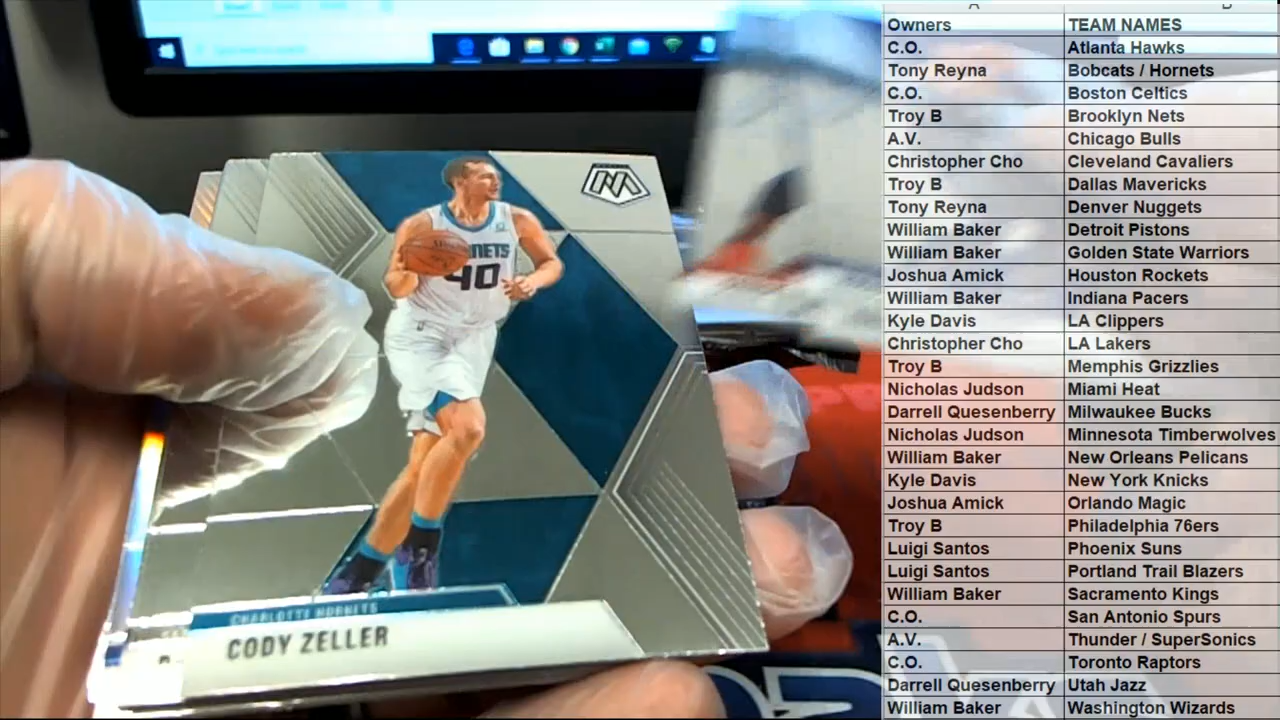 Owners TEAM NAMES
C.O. Atlanta Hawks
Tony Reyna Bobcats / Hornets
C.O. Boston Celtics
Troy B Brooklyn Nets
A.V. Chicago Bulls
Christopher Cho Cleveland Cavaliers
Troy B Dallas Mavericks
Tony Reyna Denver Nuggets
William Baker Detroit Pistons
William Baker Golden State Warriors
Joshua Amick Houston Rockets
William Baker Indiana Pacers
Kyle Davis LA Clippers
Christopher Cho LA Lakers
Troy B Memphis Grizzlies
Nicholas Judson Miami Heat
Darrell Quesenberry Milwaukee Bucks
Nicholas Judson Minnesota Timberwolves
William Baker New Orleans Pelicans
Kyle Davis New York Knicks
Joshua Amick Orlando Magic
Troy B Philadelphia 76ers
Luigi Santos Phoenix Suns
Luigi Santos Portland Trail Blazers
William Baker Sacramento Kings
C.O. San Antonio Spurs
A.V. Thunder / SuperSonics
C.O. Toronto Raptors
Darrell Quesenberry Utah Jazz
William Baker Washington Wizards
40
CHARLOTTE HORNETS
CODY ZELLER